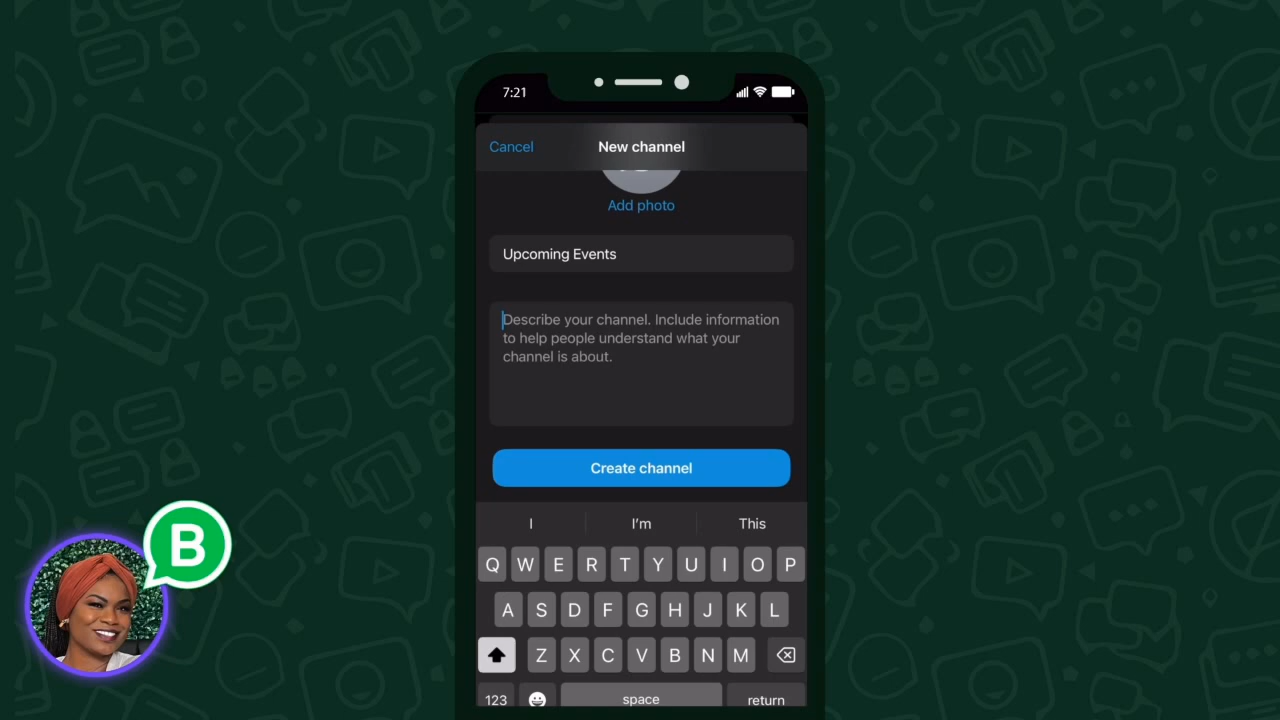 7:21
Cancel
New channel
Add photo
Upcoming Events
Describe your channel. Include information
to help people understand what your
channel is about.
Create channel
I I'm This
Q W E R T Y U I O P
A S D F G H J K L
Z X C V B N M
123 space return
B